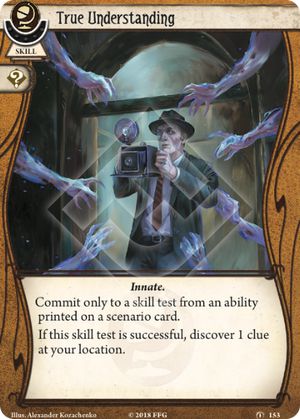 True Understanding
SKILL
?
Innate.
Commit only to a skill test from an ability
printed on a scenario card.
If this skill test is successful, discover 1 clue
at your location.
Illus. Alexander Kozachenko
© 2018 FFG
153